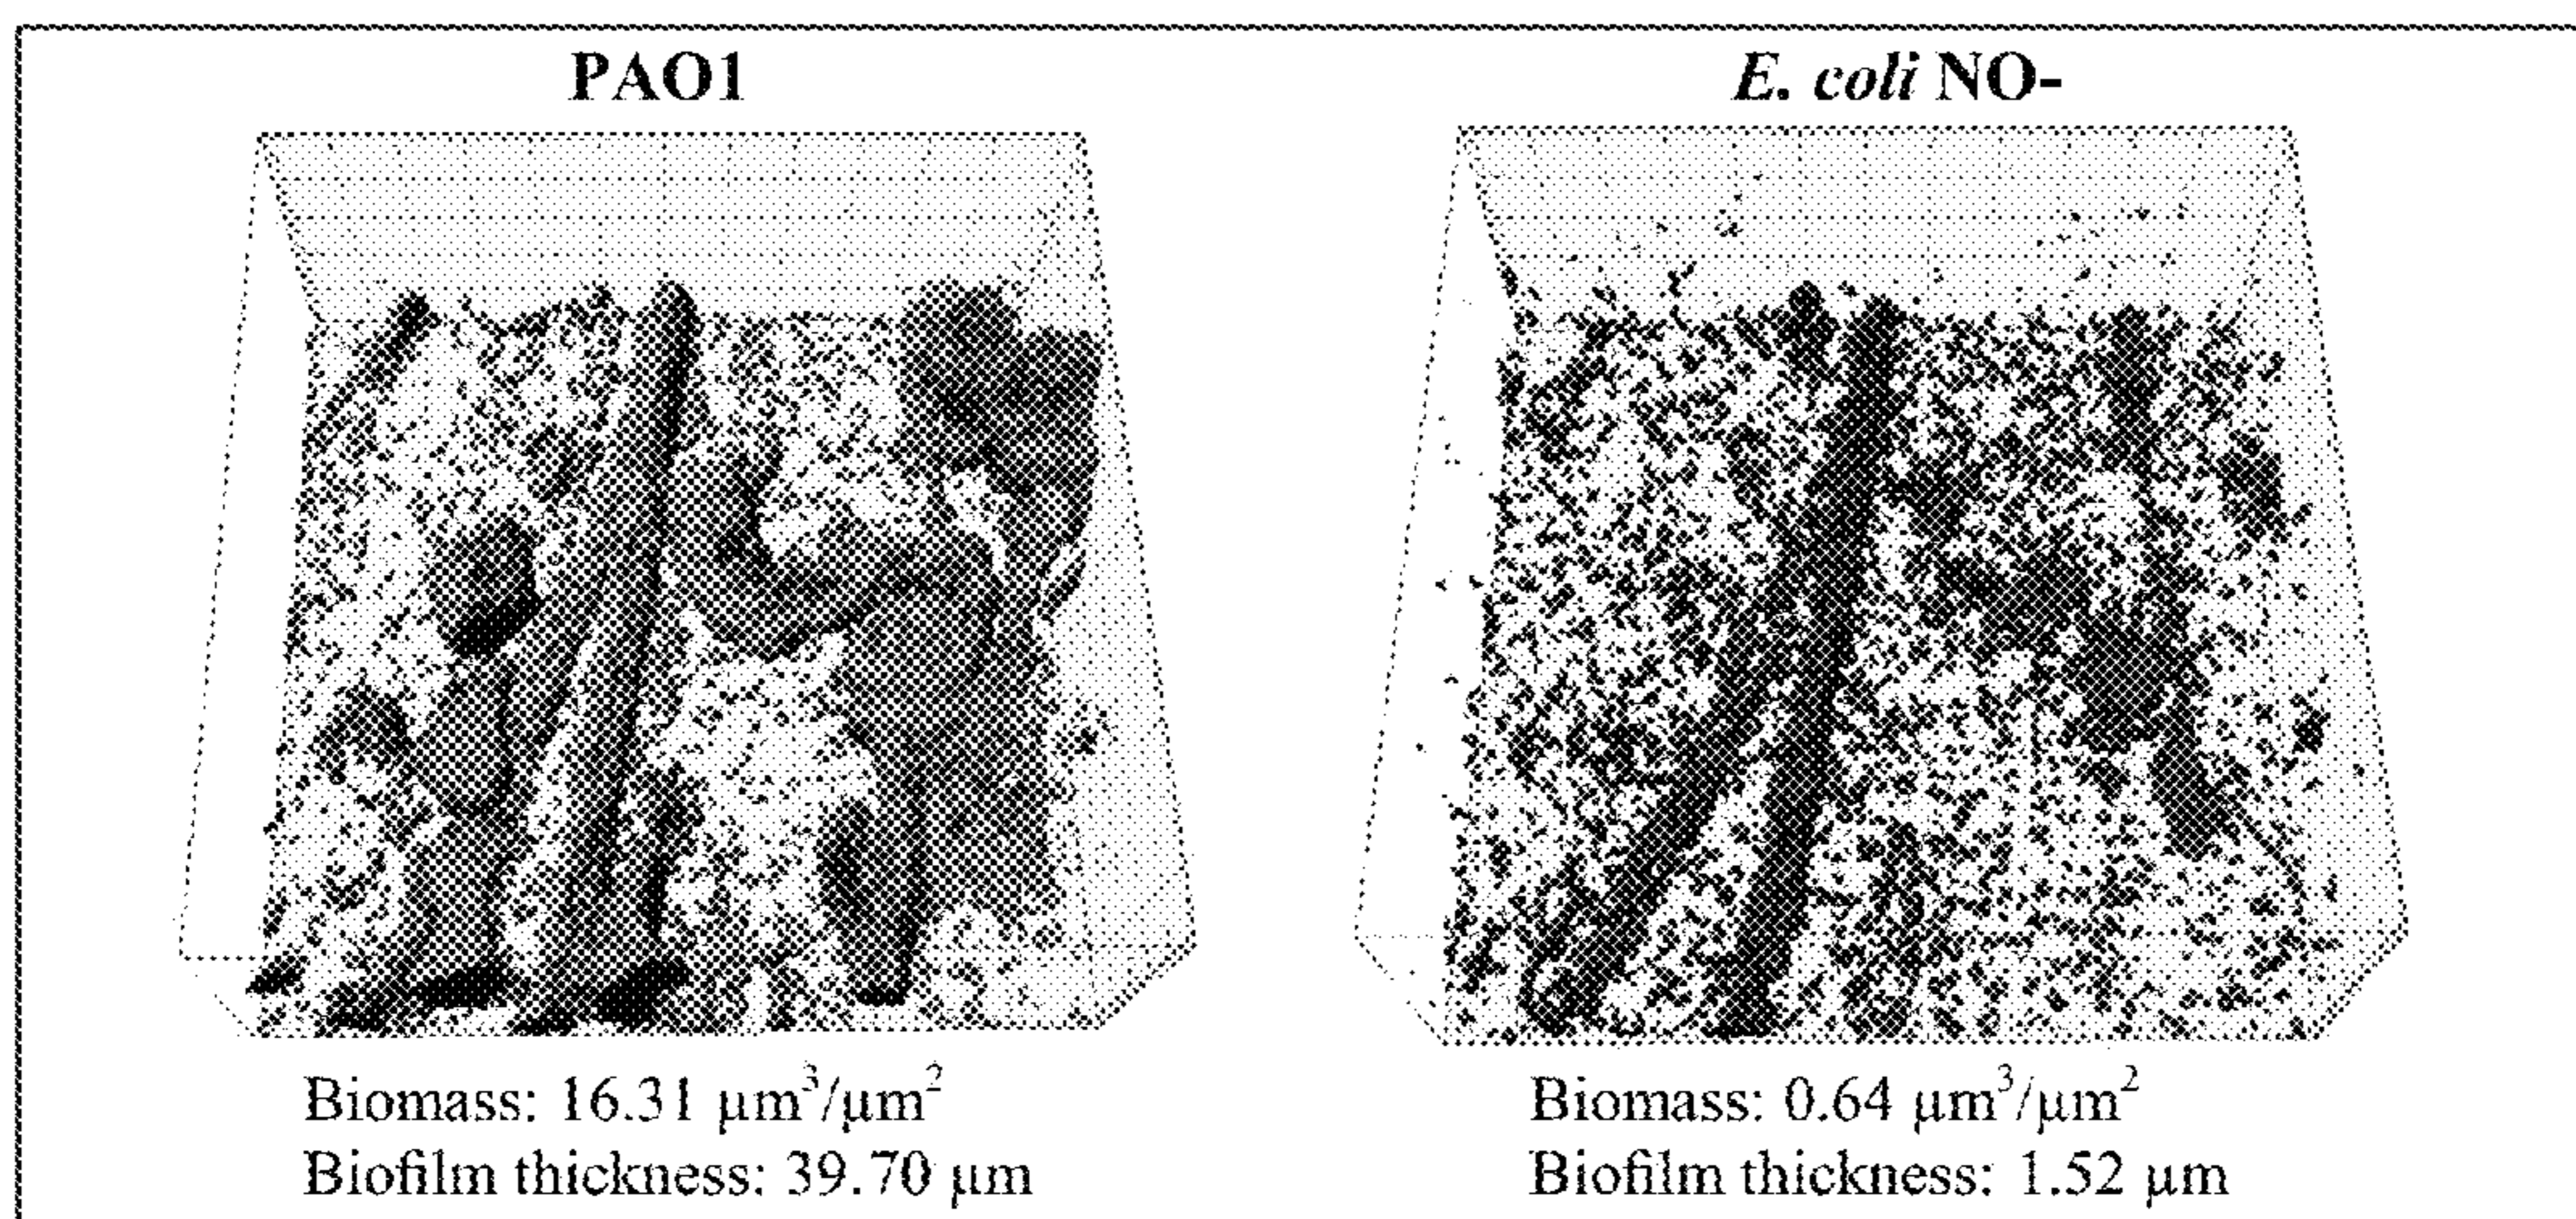 PAO1
E. coli NO-
Biomass: 16.31 μm³/μm²
Biofilm thickness: 39.70 μm
Biomass: 0.64 μm³/μm²
Biofilm thickness: 1.52 μm